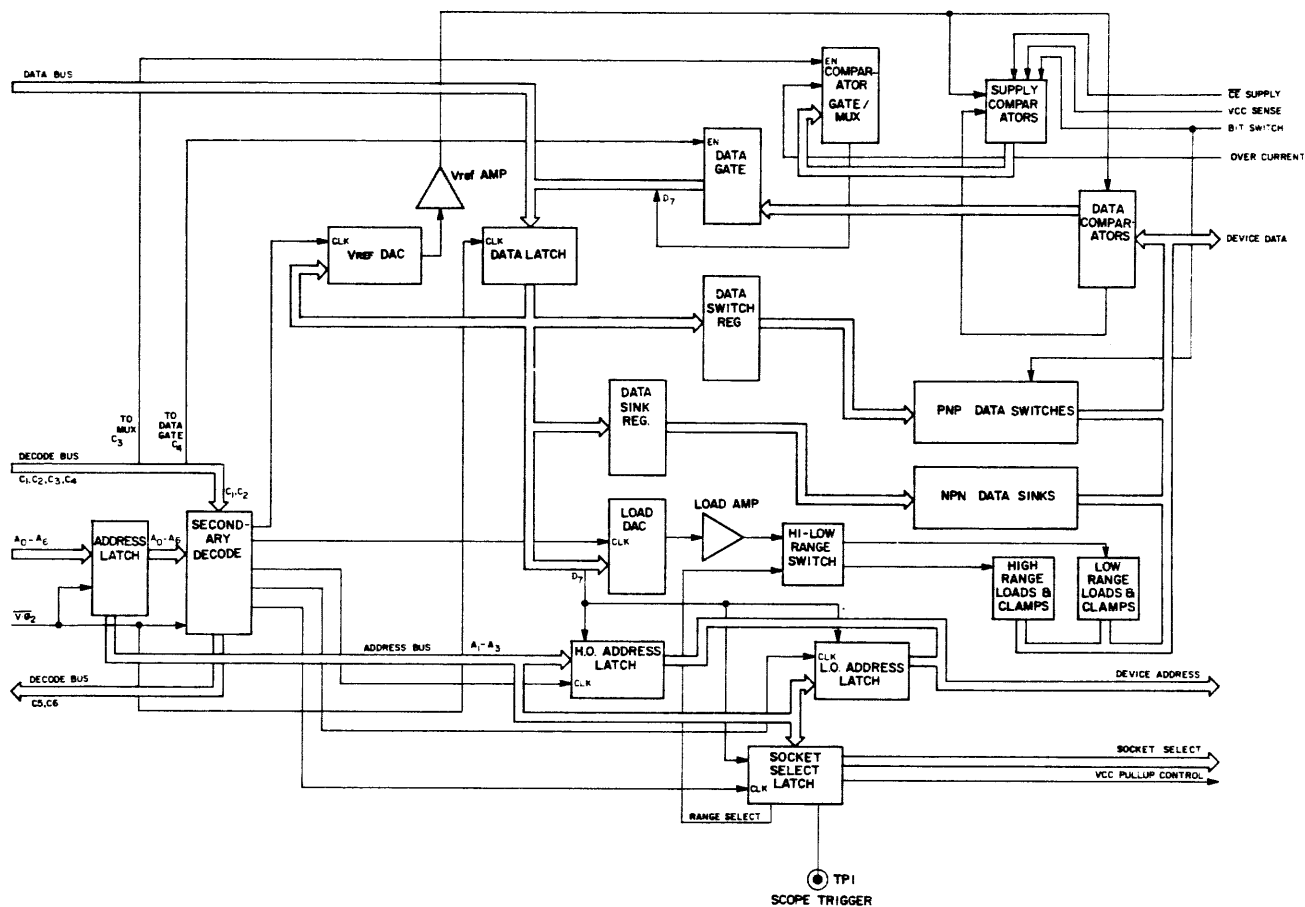 DATA BUS
EN
COMPAR-
ATOR
GATE/
MUX
SUPPLY
COMPAR-
ATORS
CE SUPPLY
VCC SENSE
BIT SWITCH
OVER CURRENT
EN
DATA
GATE
Vref AMP
D7
CLK
VREF DAC
CLK
DATA LATCH
DATA
COMPAR-
ATORS
DEVICE DATA
DATA
SWITCH
REG
TO
MUX
C3
TO
DATA
GATE
C4
DATA
SINK
REG.
PNP DATA SWITCHES
DECODE BUS
C1,C2,C3,C4
C1,C2
NPN DATA SINKS
A0-A6
ADDRESS
LATCH
A0-A6
SECOND-
ARY
DECODE
LOAD
DAC
CLK
LOAD AMP
HI-LOW
RANGE
SWITCH
HIGH
RANGE
LOADS &
CLAMPS
LOW
RANGE
LOADS &
CLAMPS
D7
V·Ø2
ADDRESS BUS
A1-A3
H.O. ADDRESS
LATCH
CLK
CLK
L.O. ADDRESS
LATCH
DECODE BUS
C5,C6
DEVICE ADDRESS
SOCKET
SELECT
LATCH
CLK
SOCKET SELECT
VCC PULLUP CONTROL
RANGE SELECT
TP1
SCOPE TRIGGER